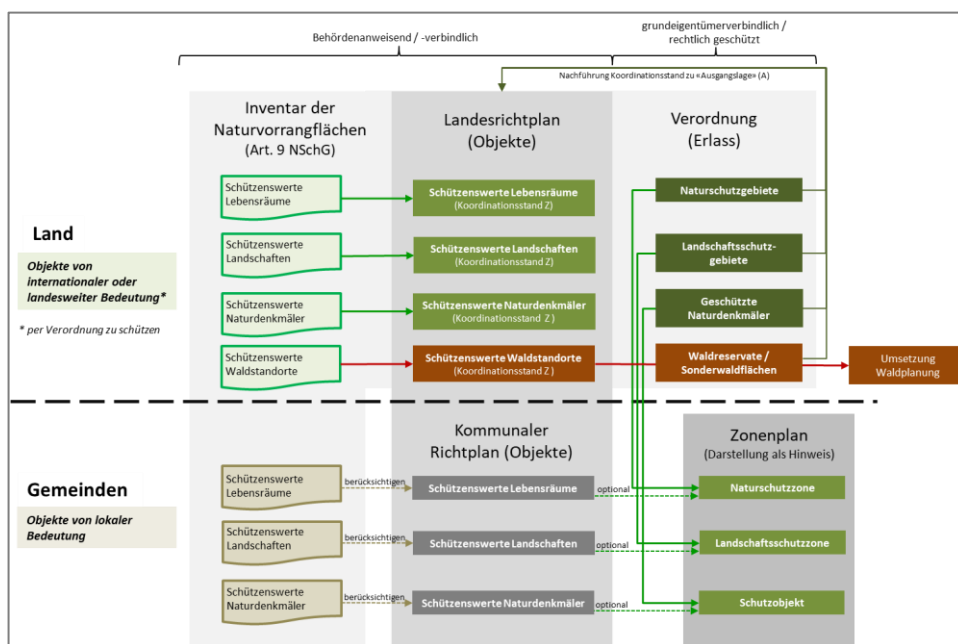 Behördenanweisend / -verbindlich
grundeigentümerverbindlich /
rechtlich geschützt
Nachführung Koordinationsstand zu «Ausgangslage» (A)
Inventar der
Naturvorrangflächen
(Art. 9 NSchG)
Landesrichtplan
(Objekte)
Verordnung
(Erlass)
Land
Objekte von
internationaler oder
landesweiter Bedeutung*
* per Verordnung zu schützen
Schützenswerte
Lebensräume
Schützenswerte Lebensräume
(Koordinationsstand Z)
Naturschutzgebiete
Schützenswerte
Landschaften
Schützenswerte Landschaften
(Koordinationsstand Z)
Landschaftsschutz-
gebiete
Schützenswerte
Naturdenkmäler
Schützenswerte Naturdenkmäler
(Koordinationsstand Z )
Geschützte
Naturdenkmäler
Schützenswerte
Waldstandorte
Schützenswerte Waldstandorte
(Koordinationsstand Z )
Waldreservate /
Sonderwaldflächen
Umsetzung
Waldplanung
Kommunaler
Richtplan (Objekte)
Zonenplan
(Darstellung als Hinweis)
Gemeinden
Objekte von lokaler
Bedeutung
Schützenswerte
Lebensräume
berücksichtigen
Schützenswerte Lebensräume
optional
Naturschutzzone
Schützenswerte
Landschaften
berücksichtigen
Schützenswerte Landschaften
optional
Landschaftsschutzzone
Schützenswerte
Naturdenkmäler
berücksichtigen
Schützenswerte Naturdenkmäler
optional
Schutzobjekt